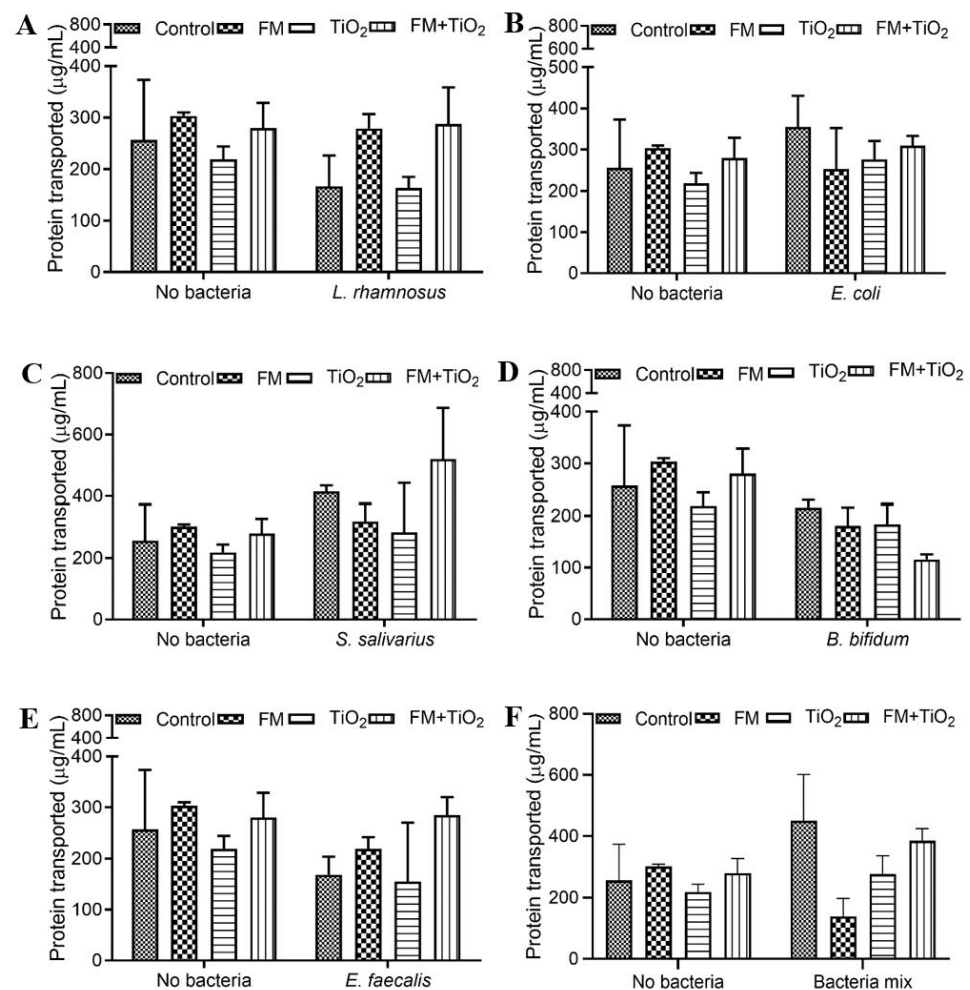 A
Control FM TiO₂ FM+TiO₂
Protein transported (µg/mL)
800
400
400
300
200
100
0
No bacteria L. rhamnosus
B
Control FM TiO₂ FM+TiO₂
Protein transported (µg/mL)
800
600
500
400
300
200
100
0
No bacteria E. coli
C
Control FM TiO₂ FM+TiO₂
Protein transported (µg/mL)
800
600
400
200
0
No bacteria S. salivarius
D
Control FM TiO₂ FM+TiO₂
Protein transported (µg/mL)
800
400
400
300
200
100
0
No bacteria B. bifidum
E
Control FM TiO₂ FM+TiO₂
Protein transported (µg/mL)
800
400
400
300
200
100
0
No bacteria E. faecalis
F
Control FM TiO₂ FM+TiO₂
Protein transported (µg/mL)
800
600
400
200
0
No bacteria Bacteria mix